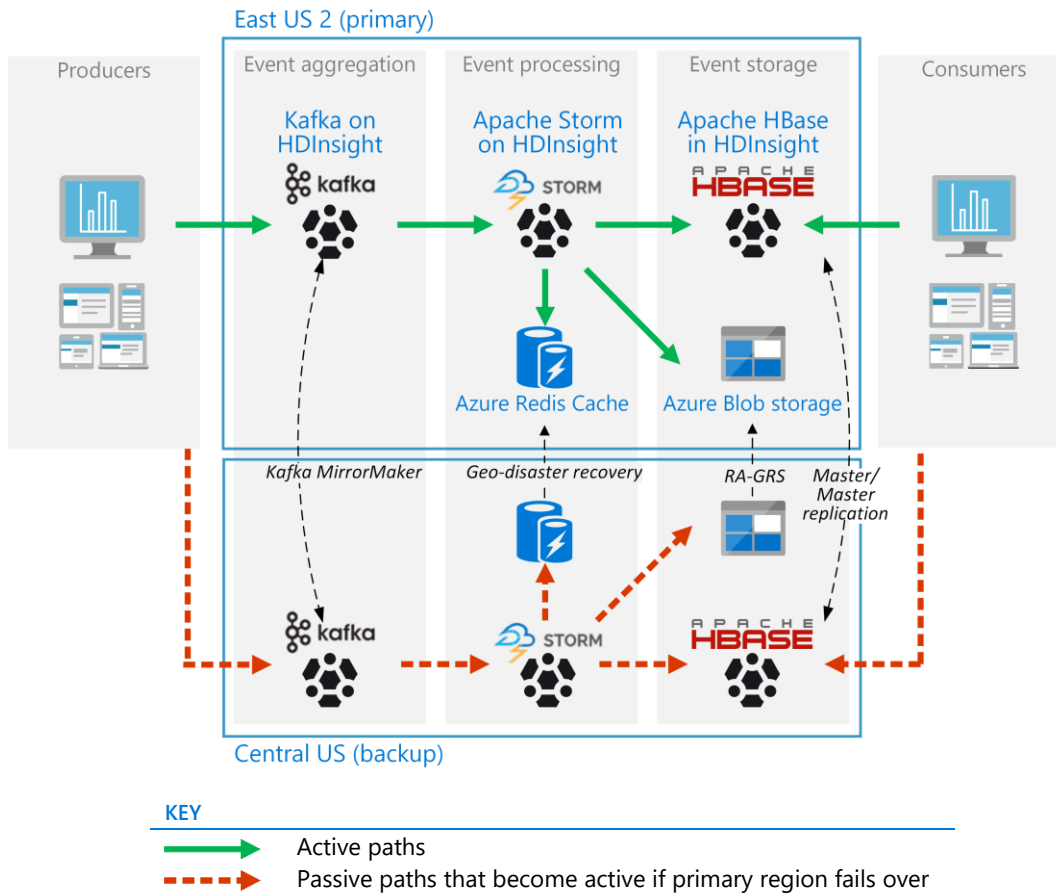 East US 2 (primary)
Producers
Event aggregation
Event processing
Event storage
Consumers
Kafka on
HDInsight
Apache Storm
on HDInsight
Apache HBase
in HDInsight
kafka
STORM
APACHE
HBASE
Azure Redis Cache
Azure Blob storage
Kafka MirrorMaker
Geo-disaster recovery
RA-GRS
Master/
Master
replication
kafka
STORM
APACHE
HBASE
Central US (backup)
KEY
Active paths
Passive paths that become active if primary region fails over